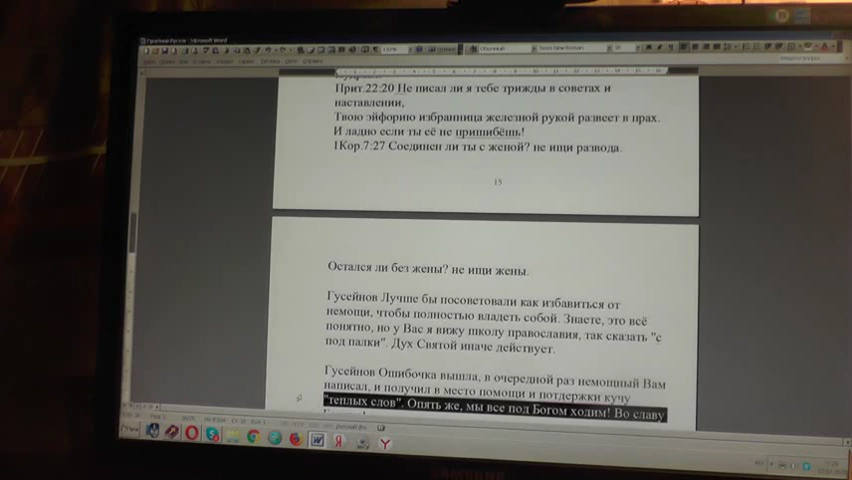 Microsoft Word
Прит.22:20 Не писал ли я тебе трижды в советах и
наставлении,
Твою эйфорию избранница железной рукой развеет в прах.
И ладно если ты её не пришибёшь!
1Кор.7:27 Соединен ли ты с женой? не ищи развода.
15
Остался ли без жены? не ищи жены.
Гусейнов Лучше бы посоветовали как избавиться от
немощи, чтобы полностью владеть собой. Знаете, это всё
понятно, но у Вас я вижу школу православия, так сказать "с
под палки". Дух Святой иначе действует.
Гусейнов Ошибочка вышла, в очередной раз немощный Вам
написал, и получил в место помощи и потдержки кучу
"теплых слов". Опять же, мы все под Богом ходим! Во славу
SAMSUNG